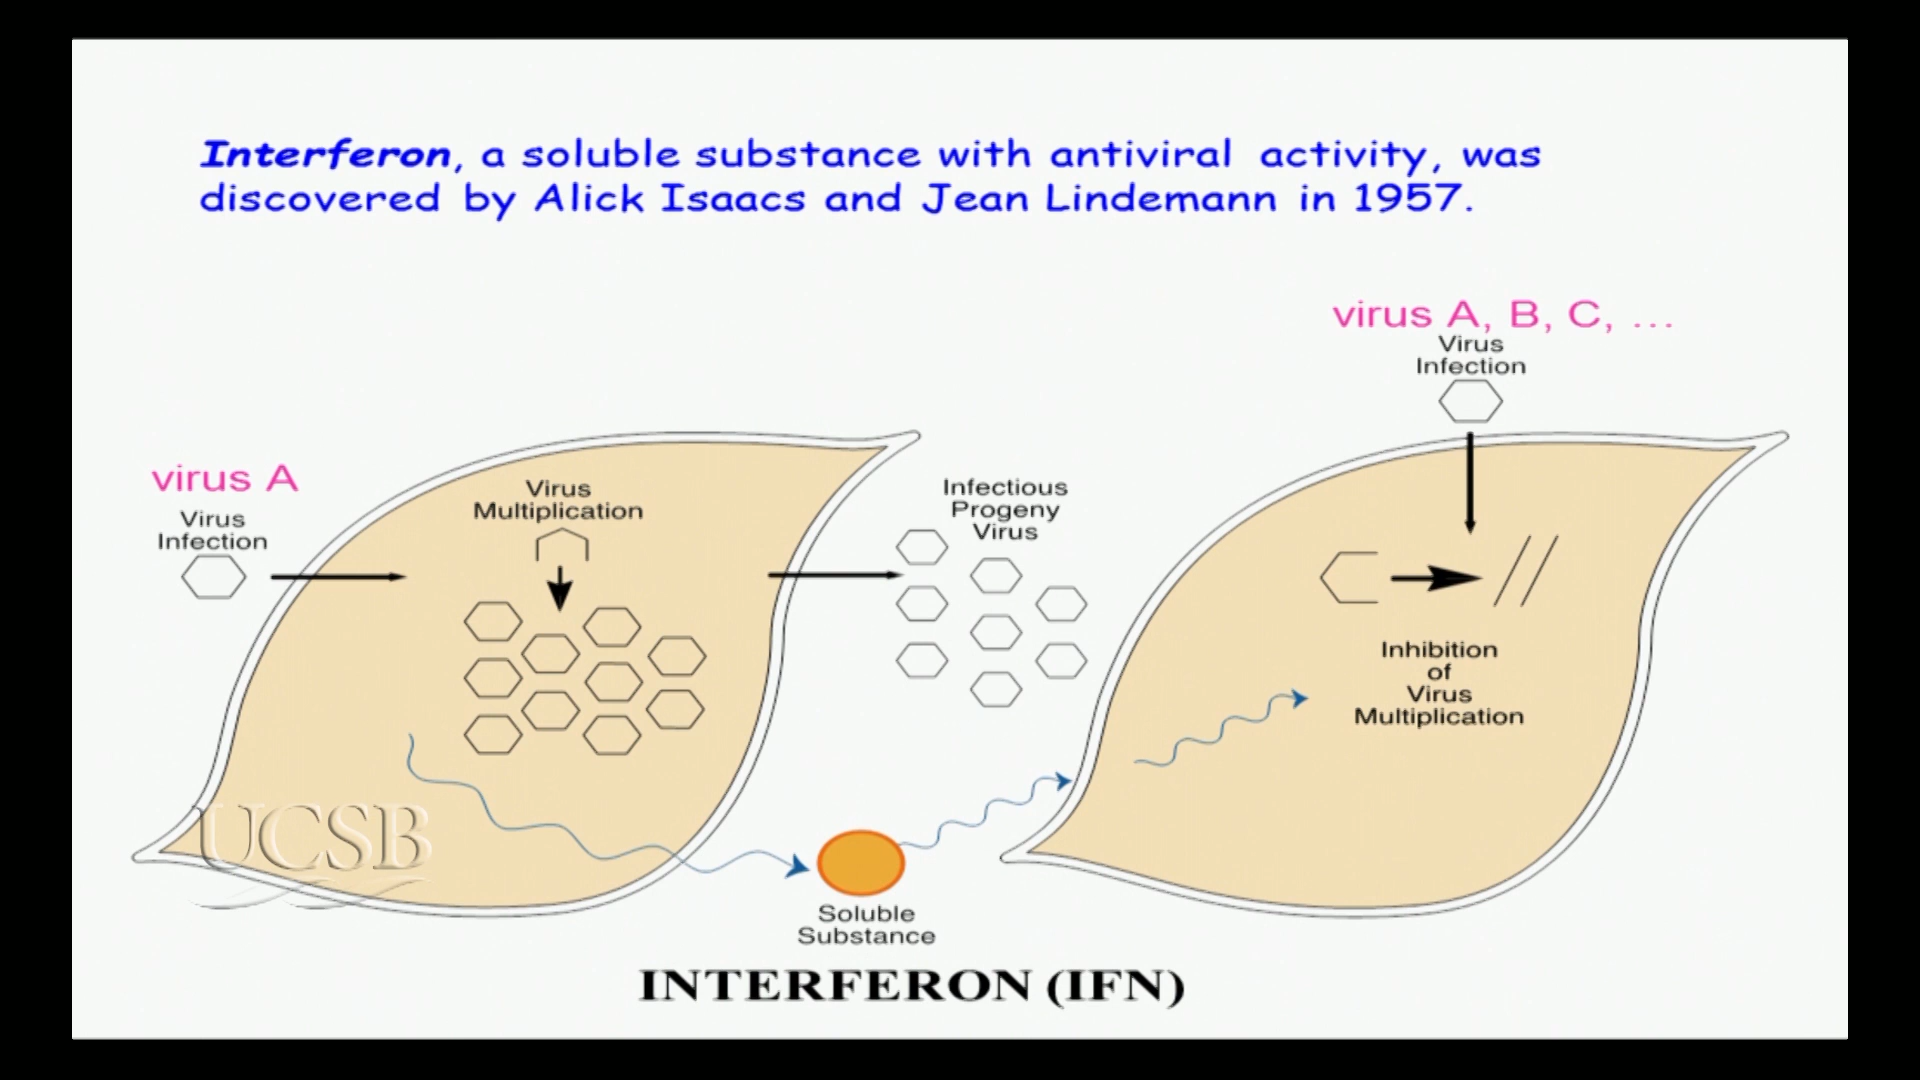 Interferon, a soluble substance with antiviral activity, was
discovered by Alick Isaacs and Jean Lindemann in 1957.
virus A, B, C, ...
Virus
Infection
virus A
Virus
Infection
Virus
Multiplication
Infectious
Progeny
Virus
Inhibition
of
Virus
Multiplication
UCSB
Soluble
Substance
INTERFERON (IFN)